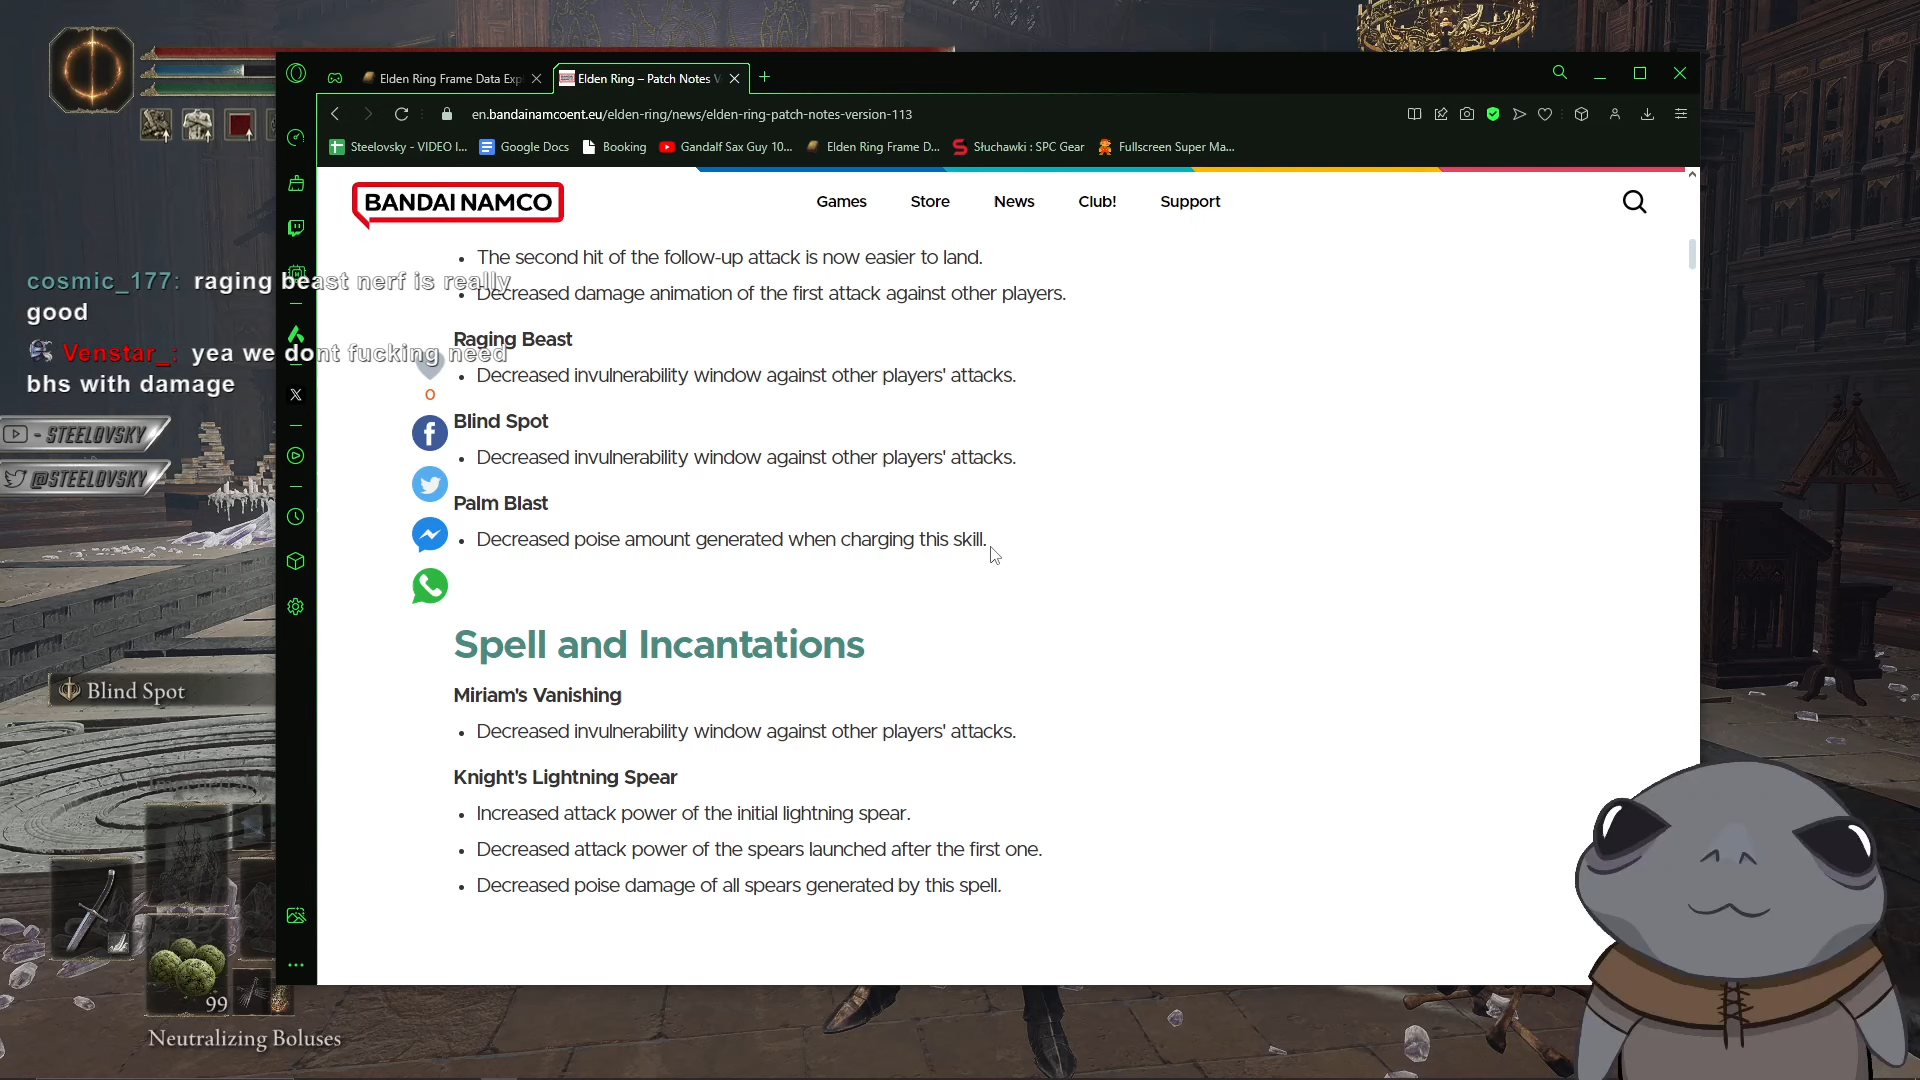 Elden Ring Frame Data Exp
Elden Ring – Patch Notes V
en.bandainamcoent.eu/elden-ring/news/elden-ring-patch-notes-version-113
Steelovsky - VIDEO I...
Google Docs
Booking
Gandalf Sax Guy 10...
Elden Ring Frame D...
Słuchawki : SPC Gear
Fullscreen Super Ma...
BANDAI NAMCO
Games
Store
News
Club!
Support
The second hit of the follow-up attack is now easier to land.
Decreased damage animation of the first attack against other players.
Raging Beast
Decreased invulnerability window against other players' attacks.
0
Blind Spot
Decreased invulnerability window against other players' attacks.
Palm Blast
Decreased poise amount generated when charging this skill.
Spell and Incantations
Miriam's Vanishing
Decreased invulnerability window against other players' attacks.
Knight's Lightning Spear
Increased attack power of the initial lightning spear.
Decreased attack power of the spears launched after the first one.
Decreased poise damage of all spears generated by this spell.
cosmic_177: raging beast nerf is really
good
Venstar_: yea we dont fucking need
bhs with damage
- STEELOVSKY
@STEELOVSKY
Blind Spot
99
Neutralizing Boluses